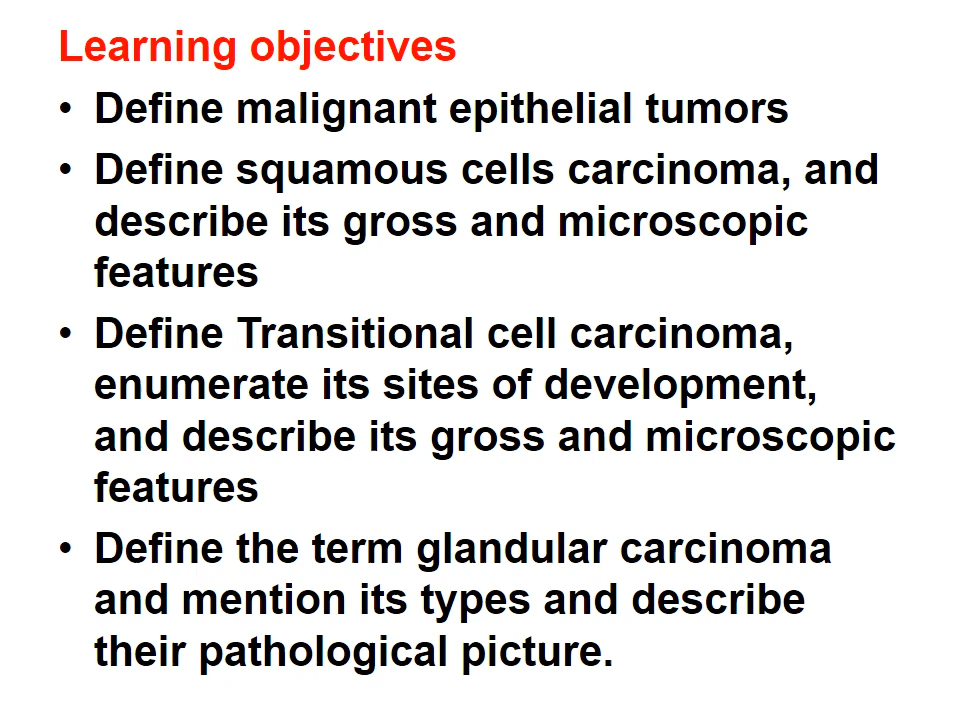 Learning objectives
• Define malignant epithelial tumors
• Define squamous cells carcinoma, and
describe its gross and microscopic
features
• Define Transitional cell carcinoma,
enumerate its sites of development,
and describe its gross and microscopic
features
• Define the term glandular carcinoma
and mention its types and describe
their pathological picture.